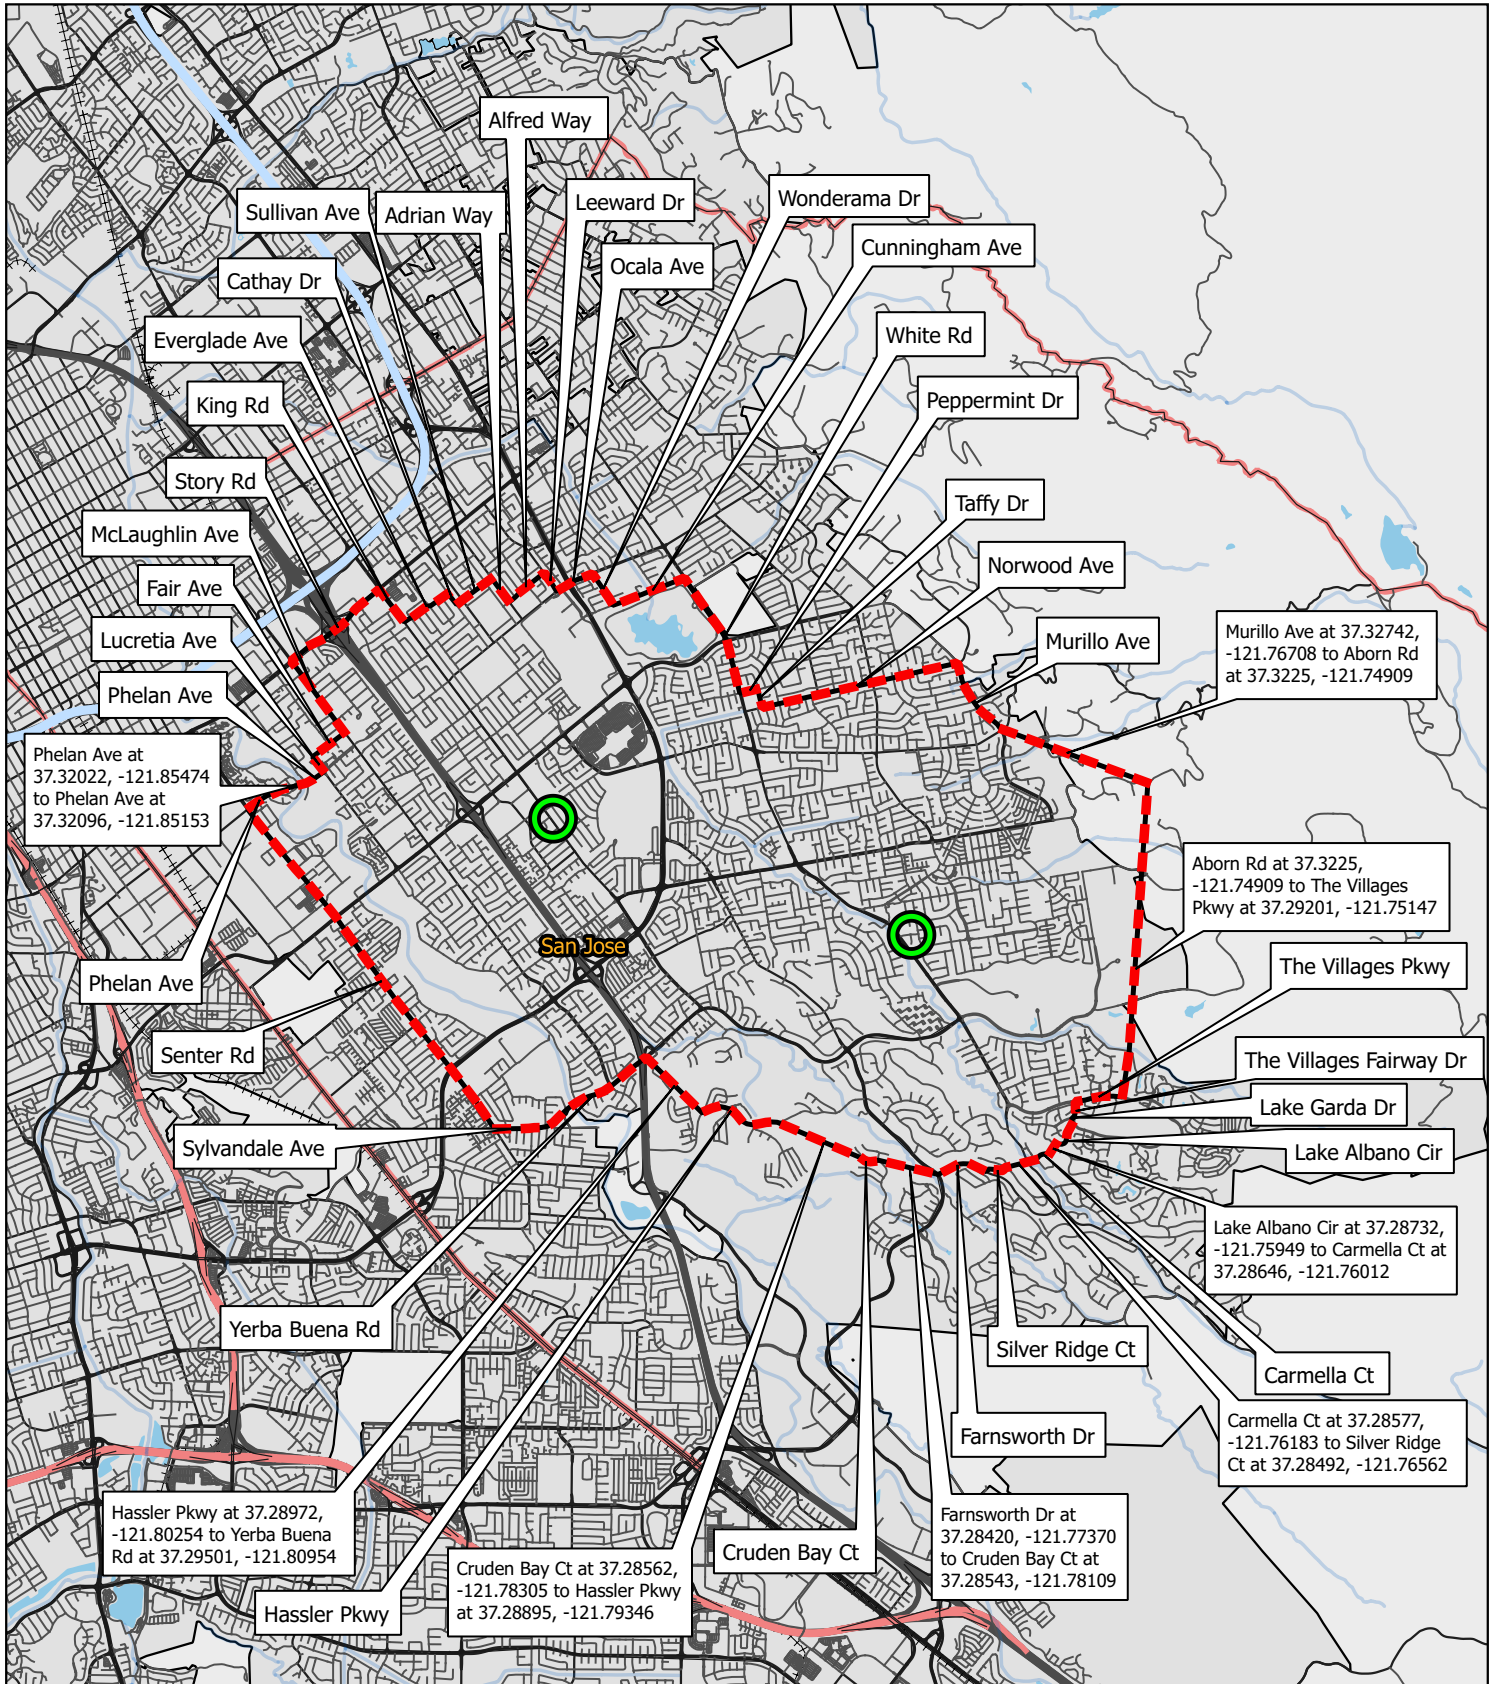 Alfred Way
Leeward Dr
Wonderama Dr
Sullivan Ave
Adrian Way
Cunningham Ave
Ocala Ave
Cathay Dr
Everglade Ave
White Rd
King Rd
Peppermint Dr
Story Rd
Taffy Dr
McLaughlin Ave
Norwood Ave
Fair Ave
Lucretia Ave
Murillo Ave
Murillo Ave at 37.32742,
-121.76708 to Aborn Rd
at 37.3225, -121.74909
Phelan Ave
Phelan Ave at
37.32022, -121.85474
to Phelan Ave at
37.32096, -121.85153
Aborn Rd at 37.3225,
-121.74909 to The Villages
Pkwy at 37.29201, -121.75147
San Jose
The Villages Pkwy
Phelan Ave
Senter Rd
The Villages Fairway Dr
Lake Garda Dr
Sylvandale Ave
Lake Albano Cir
Lake Albano Cir at 37.28732,
-121.75949 to Carmella Ct at
37.28646, -121.76012
Yerba Buena Rd
Silver Ridge Ct
Carmella Ct
Farnsworth Dr
Carmella Ct at 37.28577,
-121.76183 to Silver Ridge
Ct at 37.28492, -121.76562
Hassler Pkwy at 37.28972,
-121.80254 to Yerba Buena
Rd at 37.29501, -121.80954
Cruden Bay Ct at 37.28562,
-121.78305 to Hassler Pkwy
at 37.28895, -121.79346
Cruden Bay Ct
Farnsworth Dr at
37.28420, -121.77370
to Cruden Bay Ct at
37.28543, -121.78109
Hassler Pkwy